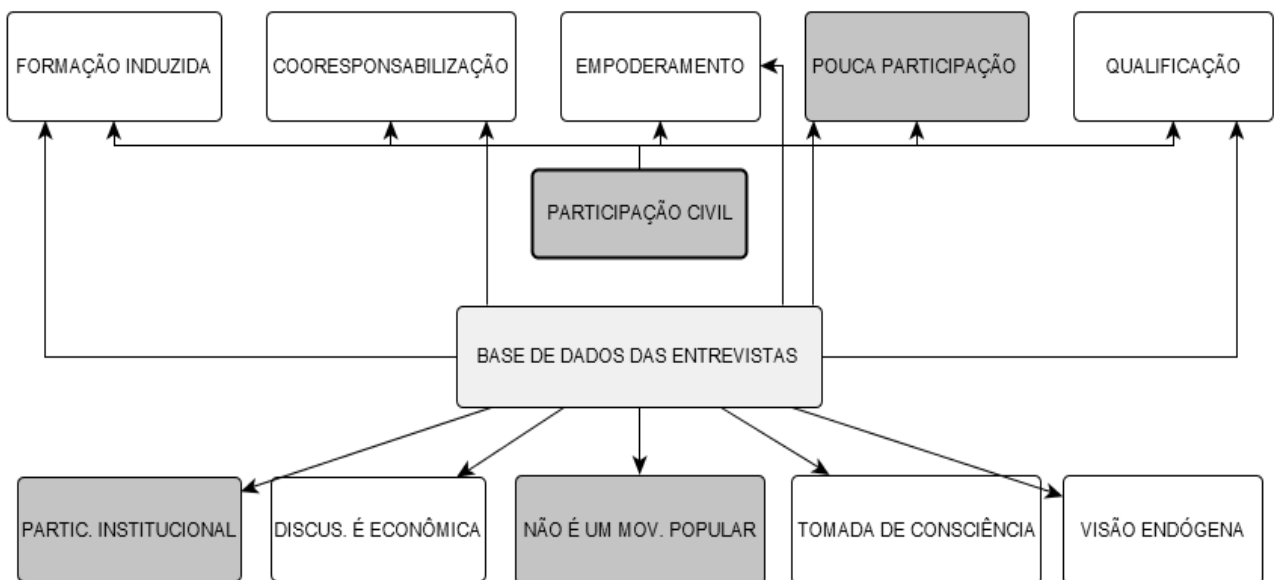 FORMAÇÃO INDUZIDA
COORESPONSABILIZAÇÃO
EMPODERAMENTO
POUCA PARTICIPAÇÃO
QUALIFICAÇÃO
PARTICIPAÇÃO CIVIL
BASE DE DADOS DAS ENTREVISTAS
PARTIC. INSTITUCIONAL
DISCUS. É ECONÔMICA
NÃO É UM MOV. POPULAR
TOMADA DE CONSCIÊNCIA
VISÃO ENDÓGENA